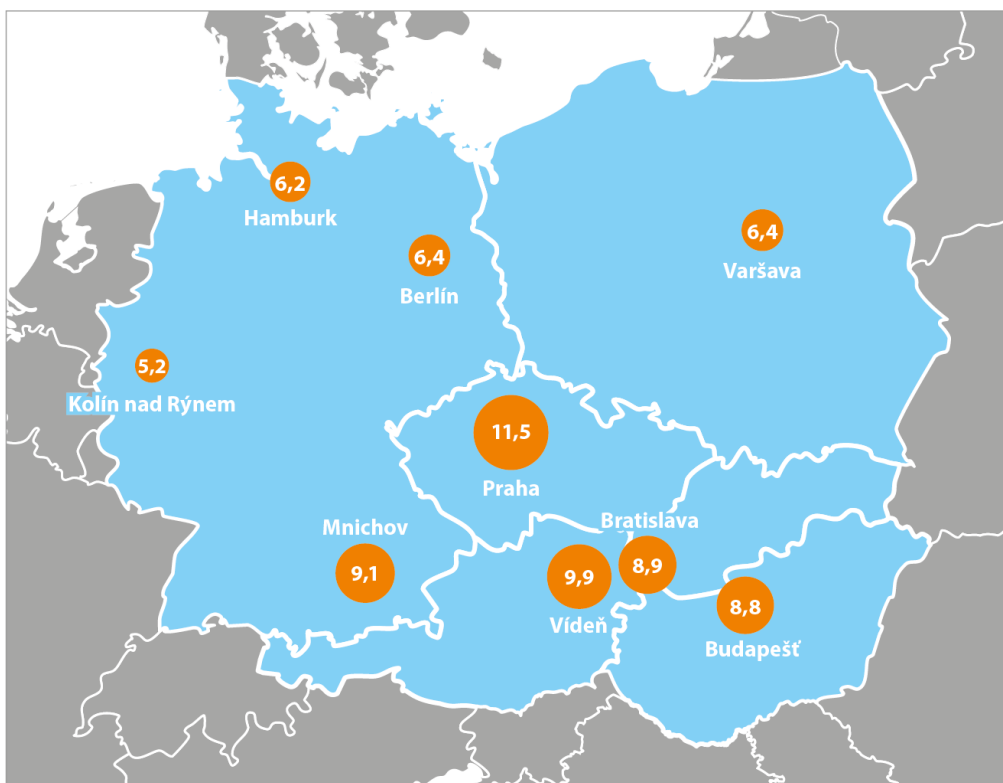 6,2
Hamburk
6,4
Berlín
6,4
Varšava
5,2
Kolín nad Rýnem
11,5
Praha
Mnichov
9,1
Bratislava
8,9
9,9
Vídeň
8,8
Budapešť